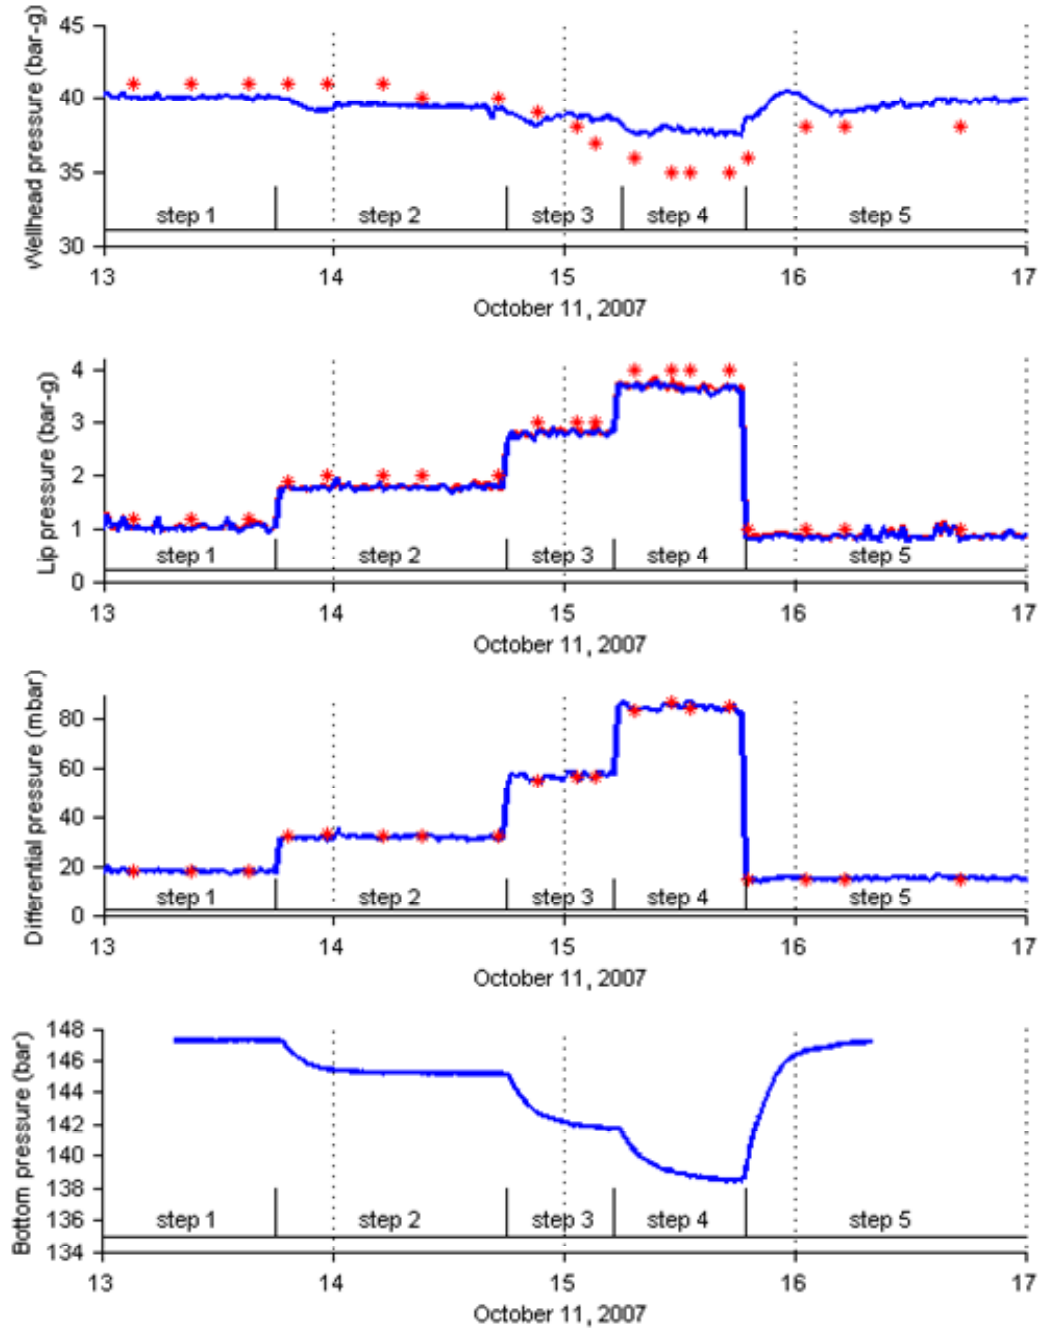 Wellhead pressure (bar-g)
45
40
35
30
step 1 step 2 step 3 step 4 step 5
13 14 15 16 17
October 11, 2007
Lip pressure (bar-g)
4
3
2
1
0
step 1 step 2 step 3 step 4 step 5
13 14 15 16 17
October 11, 2007
Differential pressure (mbar)
80
60
40
20
0
step 1 step 2 step 3 step 4 step 5
13 14 15 16 17
October 11, 2007
Bottom pressure (bar)
148
146
144
142
140
138
136
134
step 1 step 2 step 3 step 4 step 5
13 14 15 16 17
October 11, 2007